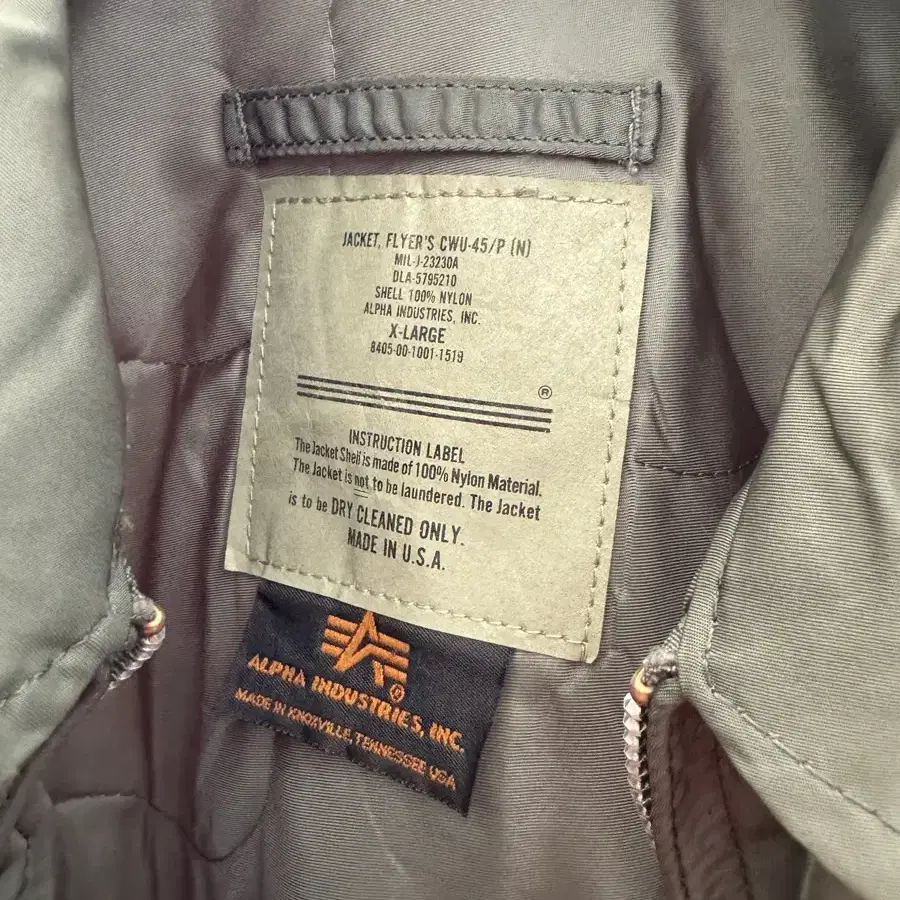 JACKET, FLYER'S CWU-45/P (N)
MIL-J-23230A
DLA-5795210
SHELL 100% NYLON
ALPHA INDUSTRIES, INC.
X-LARGE
8405-00-1001-1519
®
INSTRUCTION LABEL
The Jacket Shell is made of 100% Nylon Material.
The Jacket is not to be laundered. The Jacket
is to be DRY CLEANED ONLY.
MADE IN U.S.A.
®
ALPHA INDUSTRIES, INC.
MADE IN KNOXVILLE, TENNESSEE USA